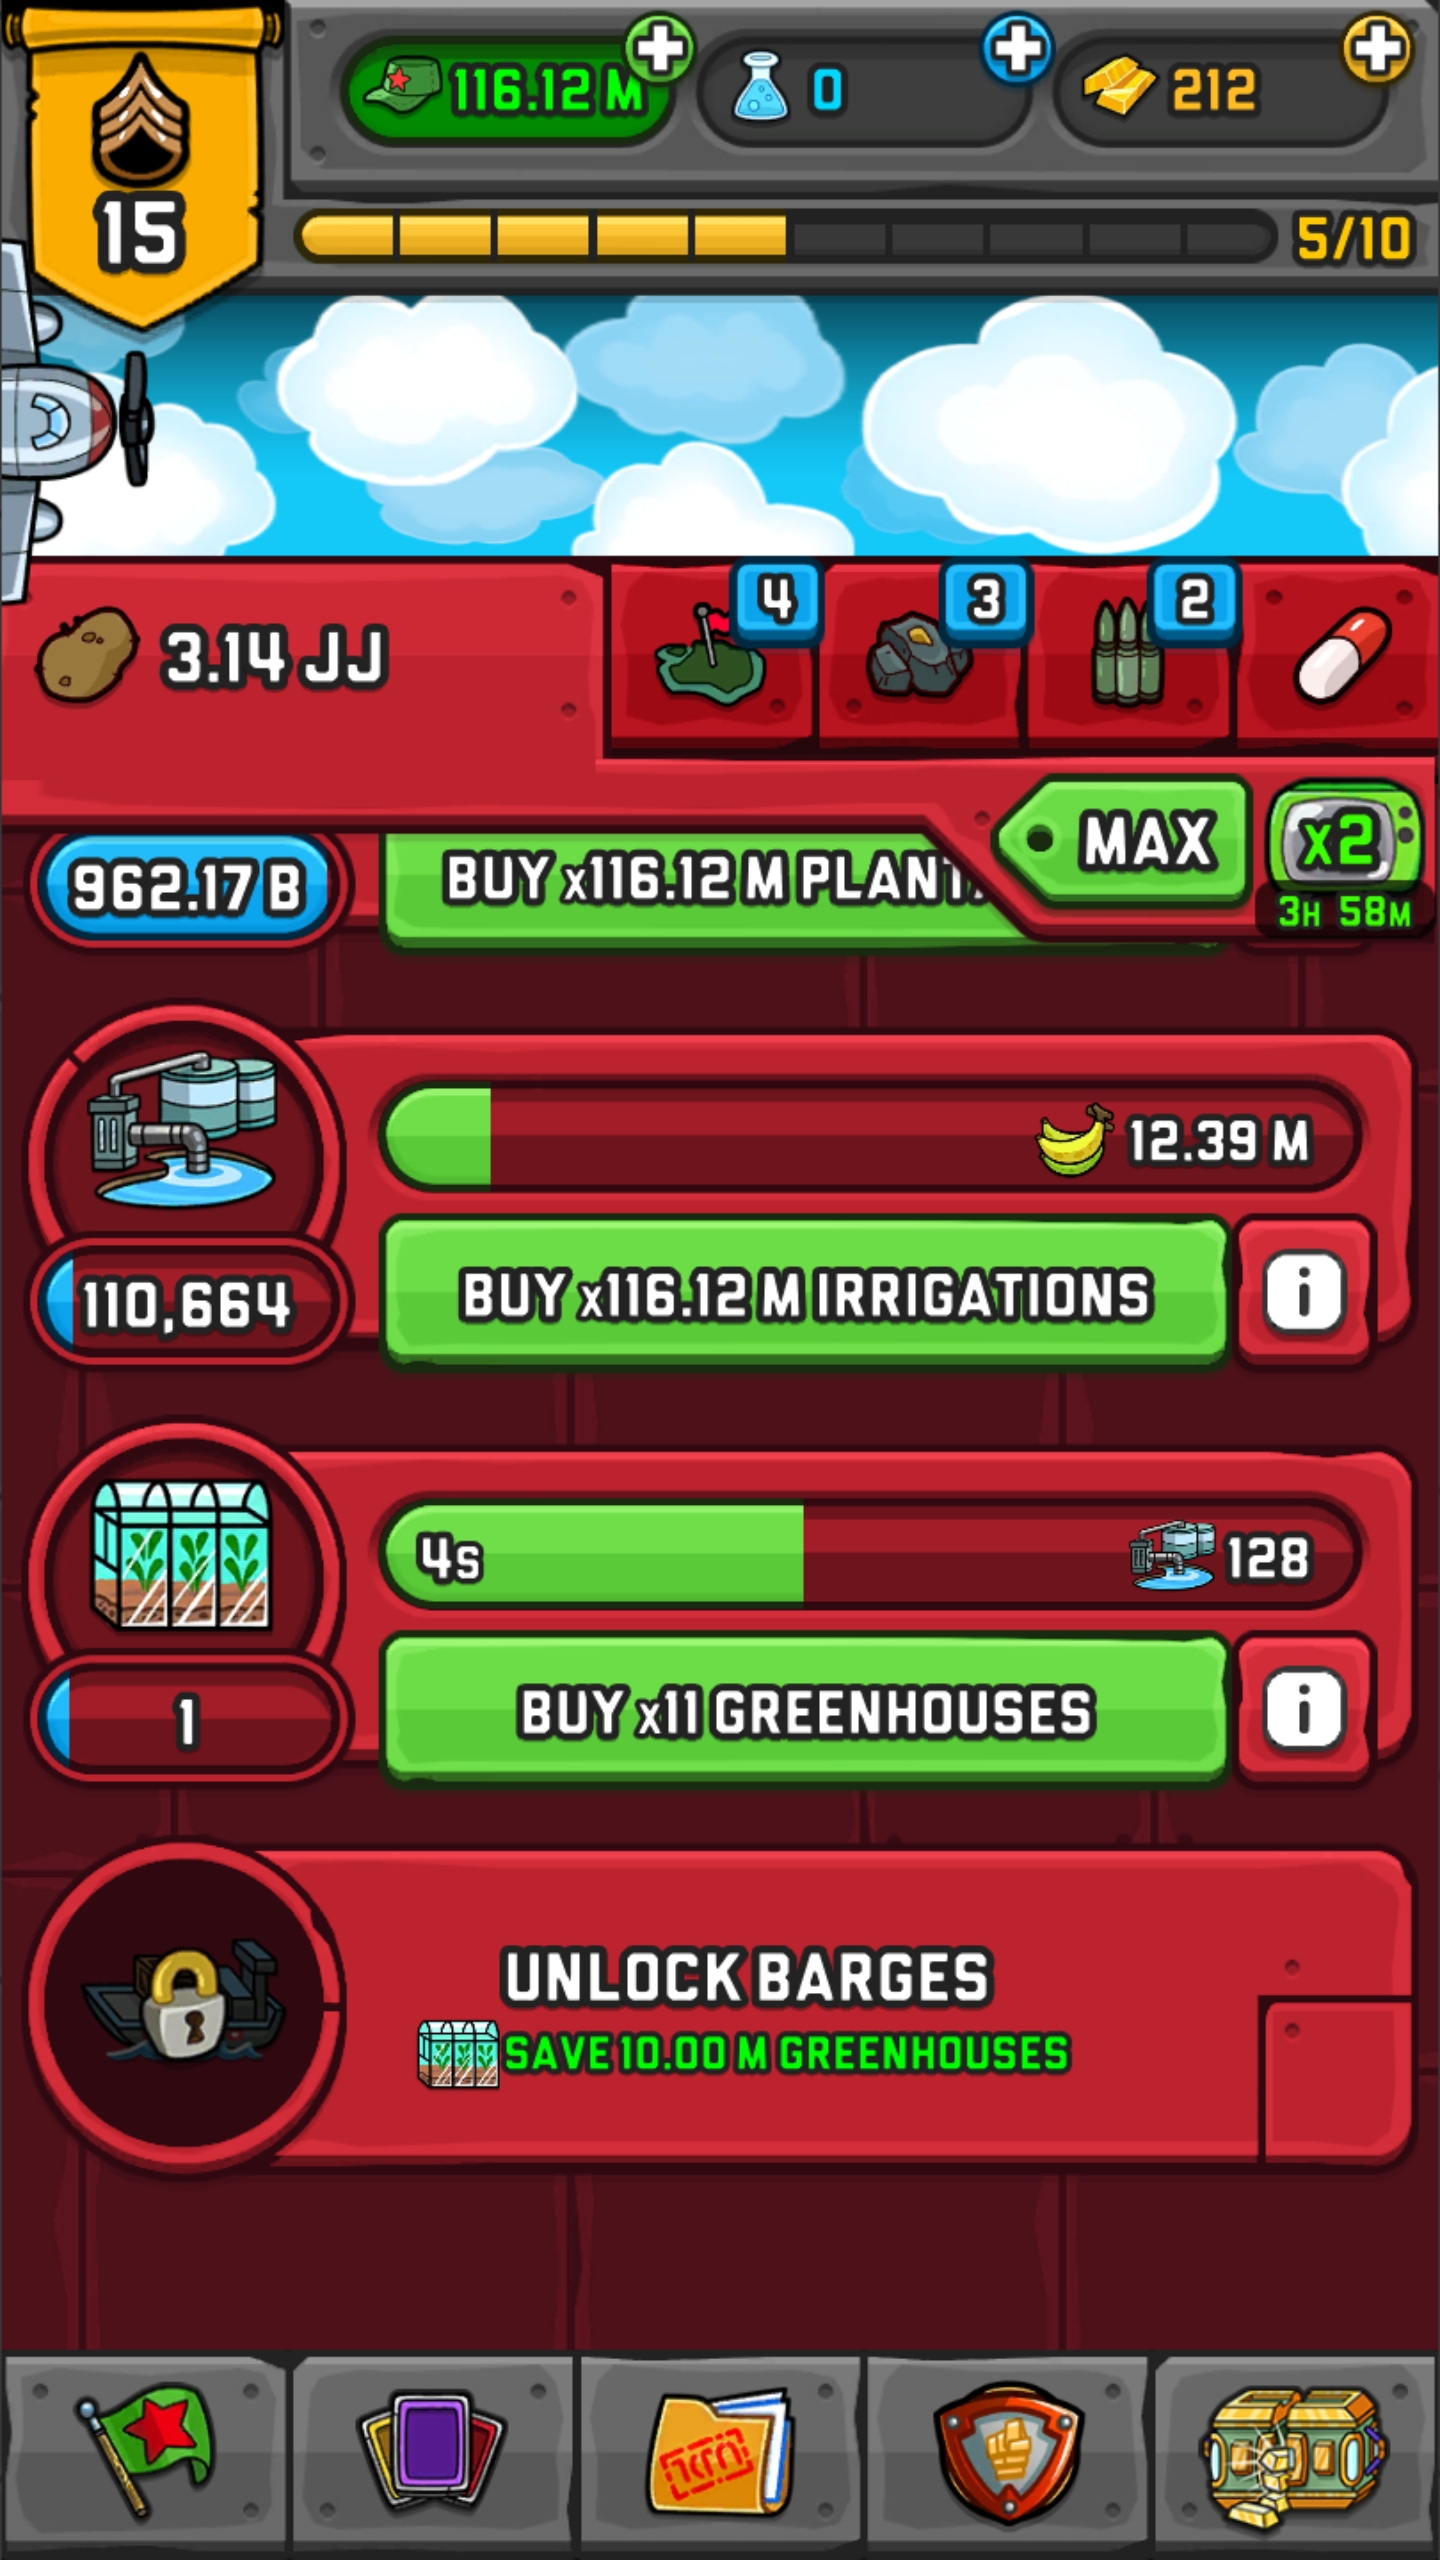 15
116.12 M
0
212
5/10
3.14 JJ
4
3
2
MAX
x2
3H 58M
962.17 B
BUY x116.12 M
12.39 M
110,664
BUY x116.12 M IRRIGATIONS
i
4s
128
1
BUY x11 GREENHOUSES
i
UNLOCK BARGES
SAVE 10.00 M GREENHOUSES